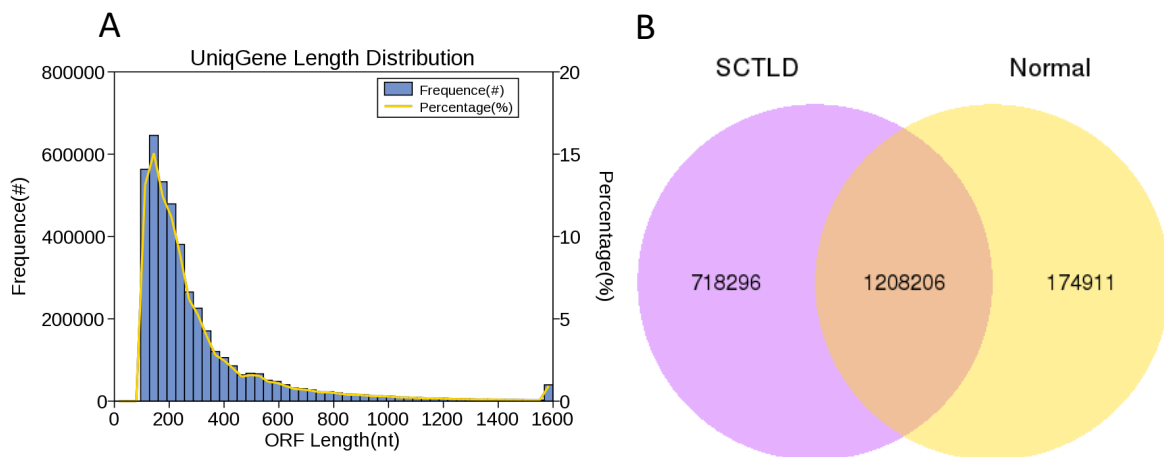 A
UniqGene Length Distribution
800000
600000
400000
200000
0
Frequence(#)
20
15
10
5
0
Percentage(%)
Frequence(#)
Percentage(%)
0 200 400 600 800 1000 1200 1400 1600
ORF Length(nt)
B
SCTLD Normal
718296 1208206 174911